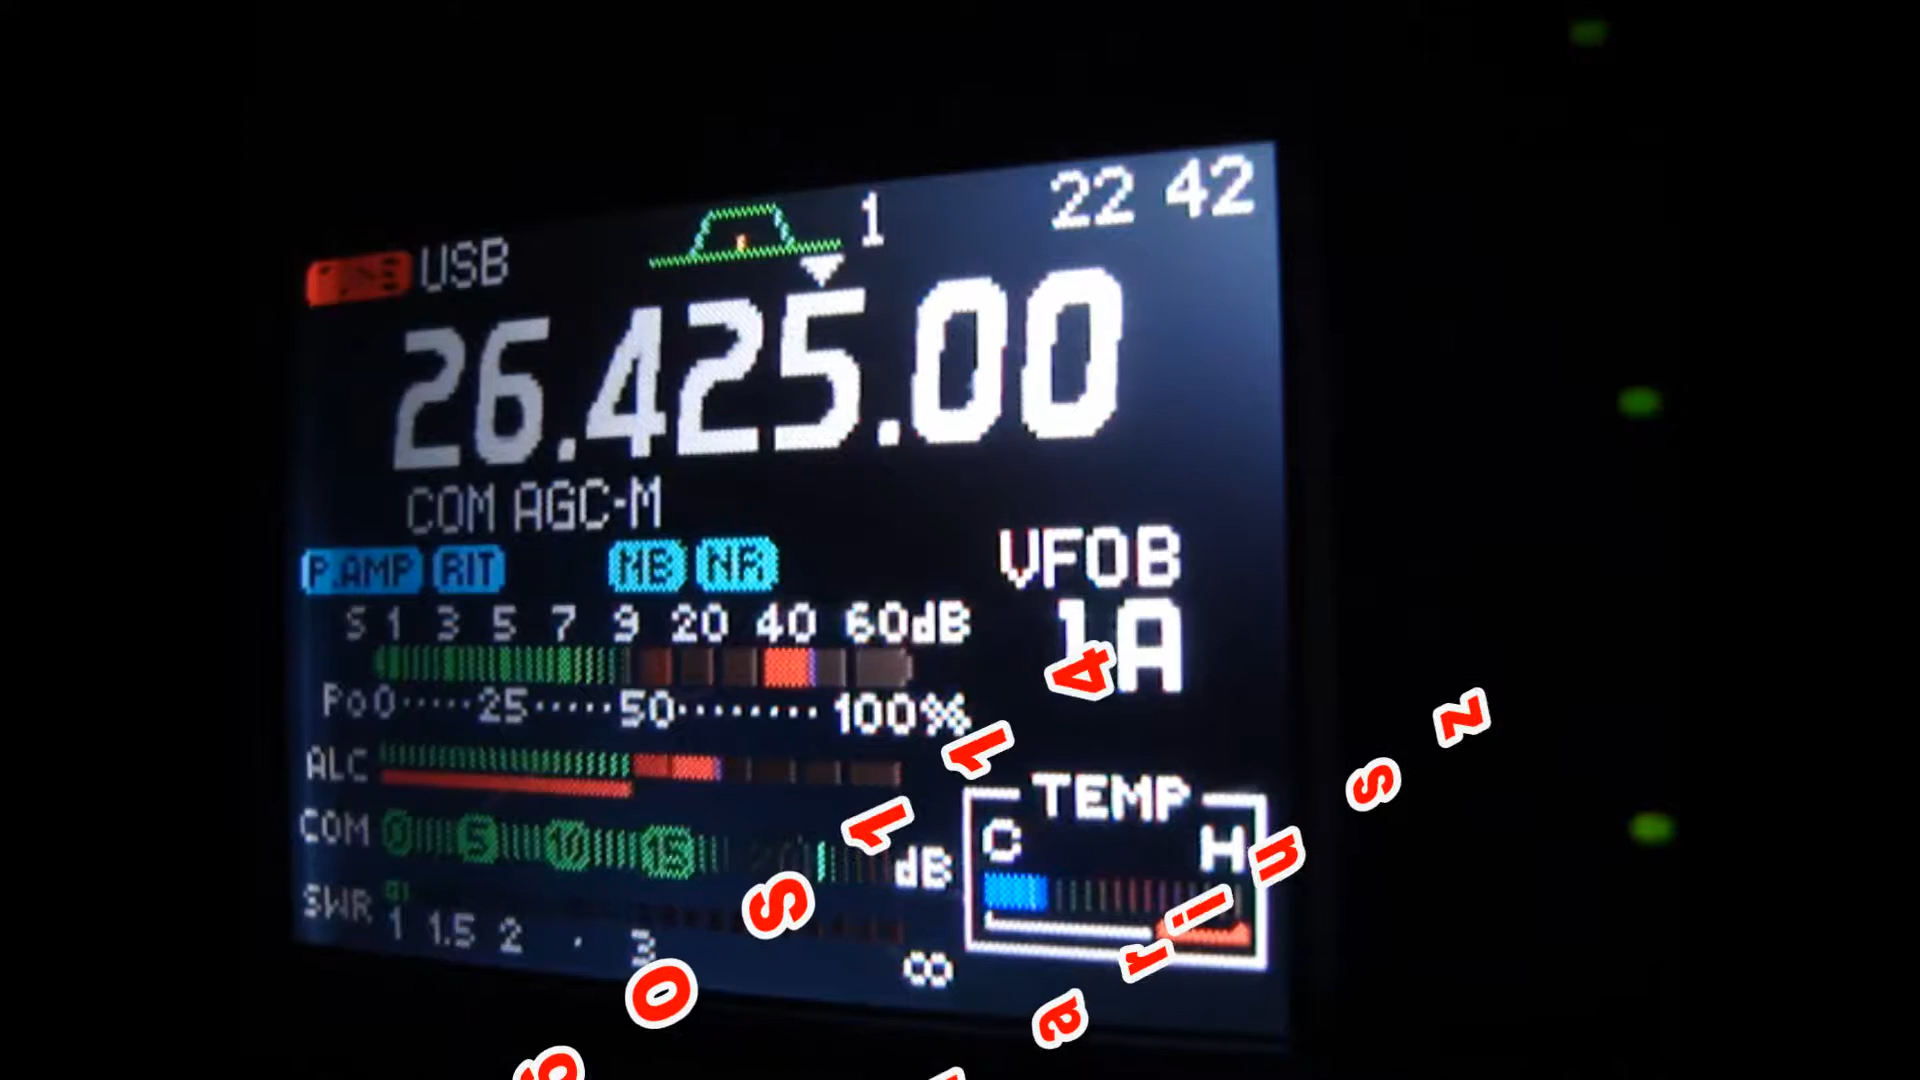 1 22 42
USB
26.425.00
COM AGC-M
P.AMP RIT NB NR
VFOB
1A
S 1 3 5 7 9 20 40 60dB
Po 0 25 50 100%
ALC
COM 5 10 15 dB
SWR 1 1.5 2 3 ∞
TEMP
C H